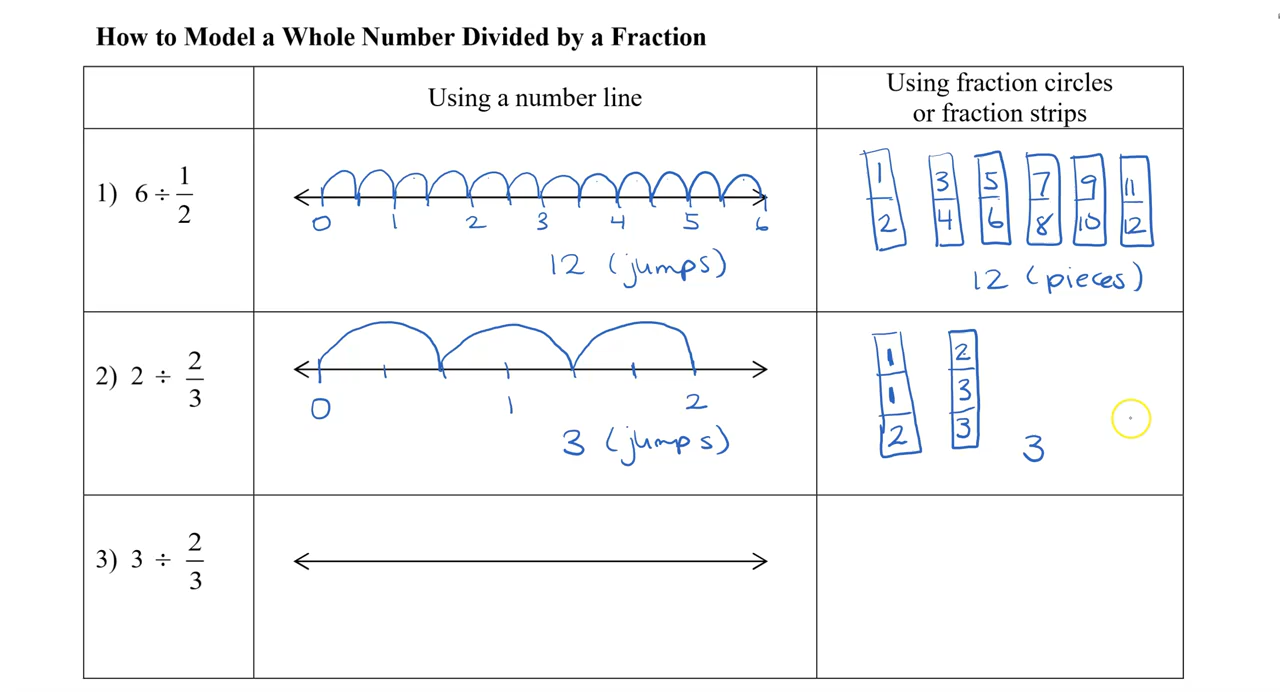 How to Model a Whole Number Divided by a Fraction
Using a number line
Using fraction circles
or fraction strips
1) 6 ÷ 1/2
0 1 2 3 4 5 6
12 (jumps)
1 3 5 7 9 11
2 4 6 8 10 12
12 (pieces)
2) 2 ÷ 2/3
0 1 2
3 (jumps)
1 2
1 3
2 3
3
3) 3 ÷ 2/3